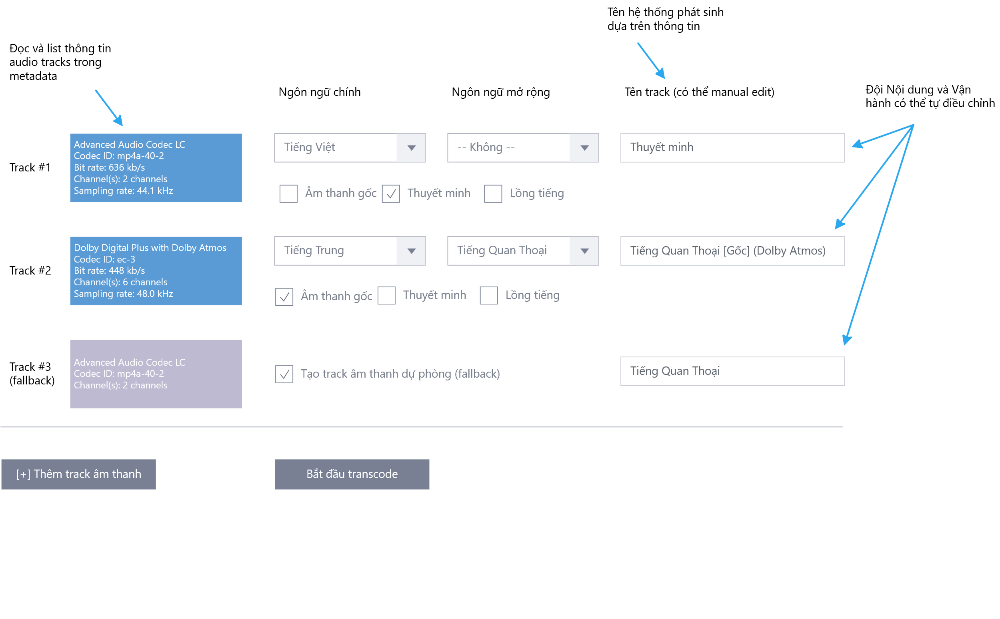 Tên hệ thống phát sinh
dựa trên thông tin
Đọc và list thông tin
audio tracks trong
metadata
Ngôn ngữ chính
Ngôn ngữ mở rộng
Tên track (có thể manual edit)
Đội Nội dung và Vận
hành có thể tự điều chỉnh
Track #1
Advanced Audio Codec LC
Codec ID: mp4a-40-2
Bit rate: 636 kb/s
Channel(s): 2 channels
Sampling rate: 44.1 kHz
Tiếng Việt
-- Không --
Thuyết minh
Âm thanh gốc
Thuyết minh
Lồng tiếng
Track #2
Dolby Digital Plus with Dolby Atmos
Codec ID: ec-3
Bit rate: 448 kb/s
Channel(s): 6 channels
Sampling rate: 48.0 kHz
Tiếng Trung
Tiếng Quan Thoại
Tiếng Quan Thoại [Gốc] (Dolby Atmos)
Âm thanh gốc
Thuyết minh
Lồng tiếng
Track #3
(fallback)
Advanced Audio Codec LC
Codec ID: mp4a-40-2
Channel(s): 2 channels
Tạo track âm thanh dự phòng (fallback)
Tiếng Quan Thoại
[+] Thêm track âm thanh
Bắt đầu transcode